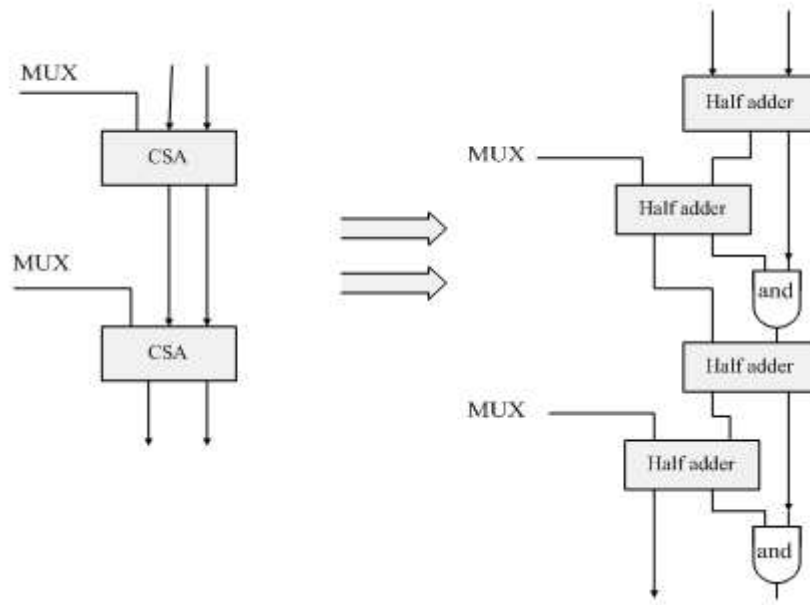 MUX
CSA
MUX
CSA
Half adder
MUX
Half adder
and
Half adder
MUX
Half adder
and